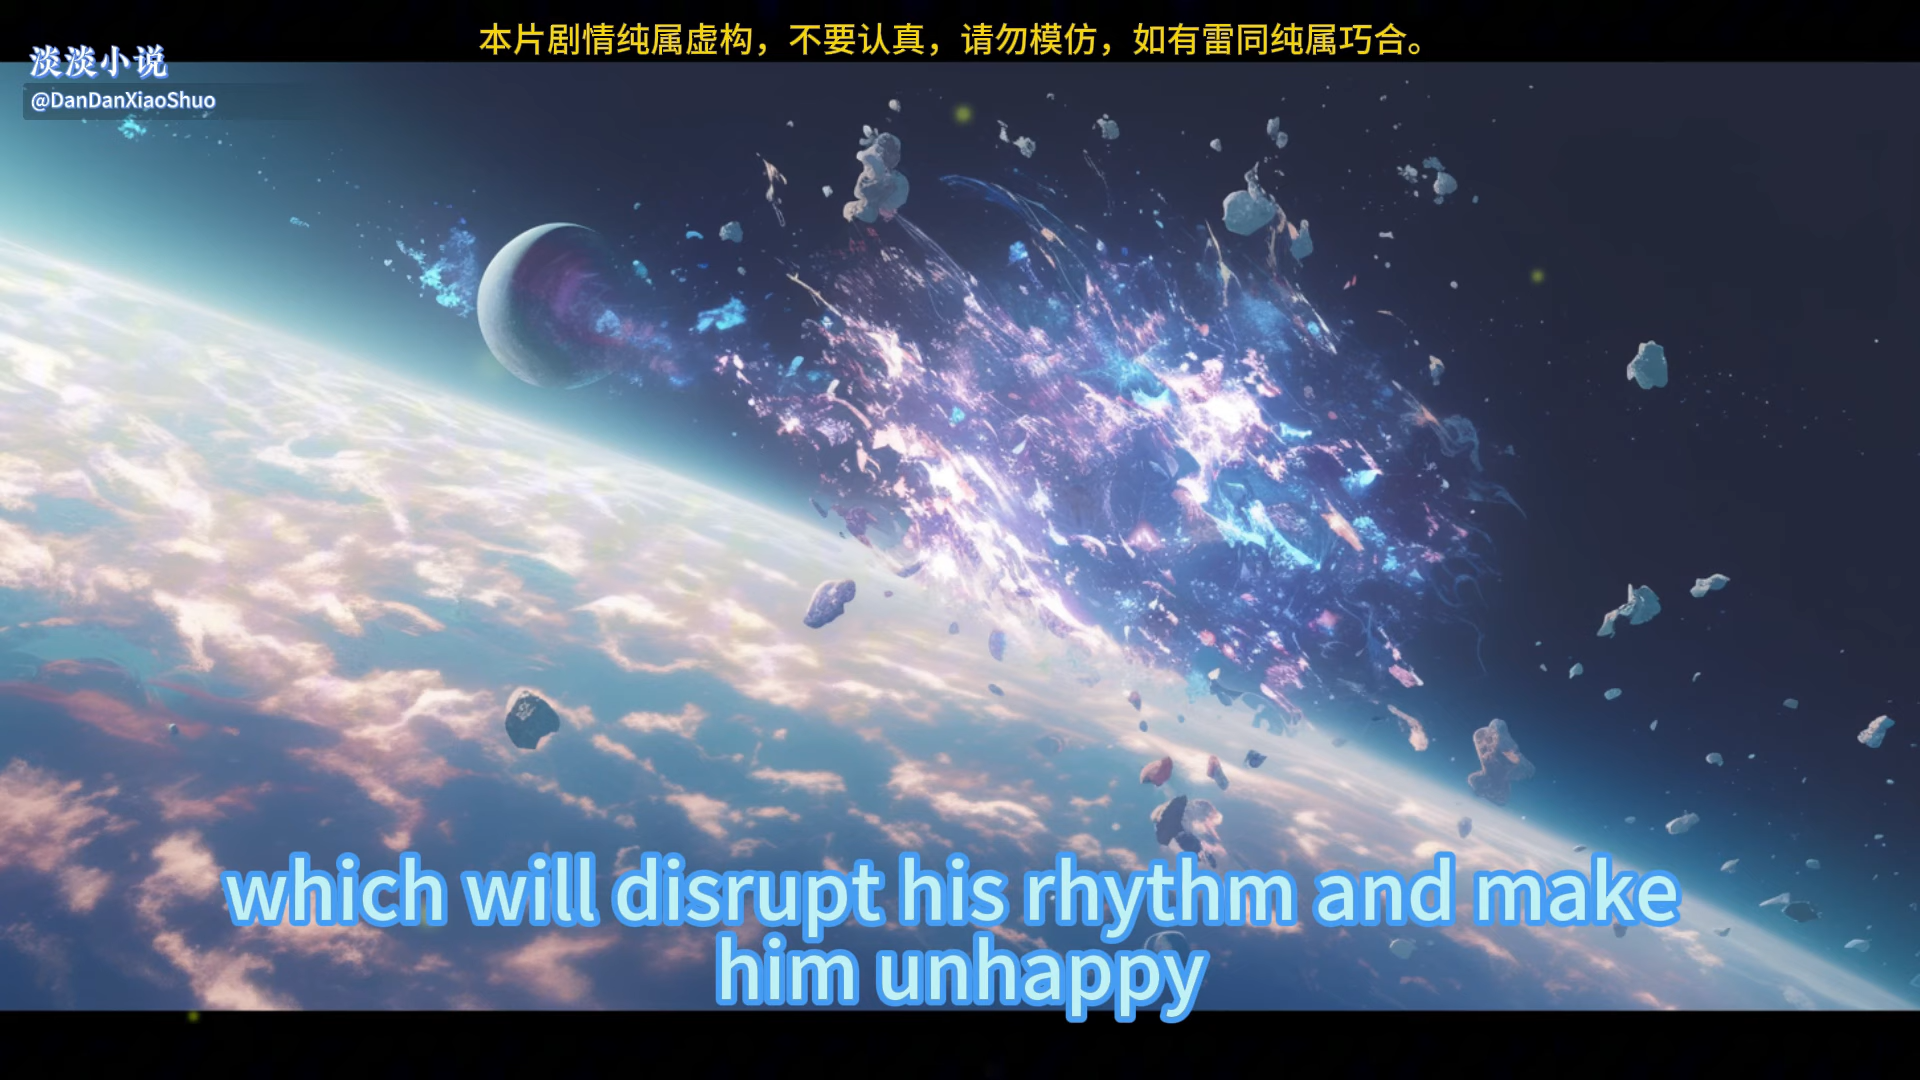 本片剧情纯属虚构，不要认真，请勿模仿，如有雷同纯属巧合。
淡淡小说
@DanDanXiaoShuo
which will disrupt his rhythm and make
him unhappy